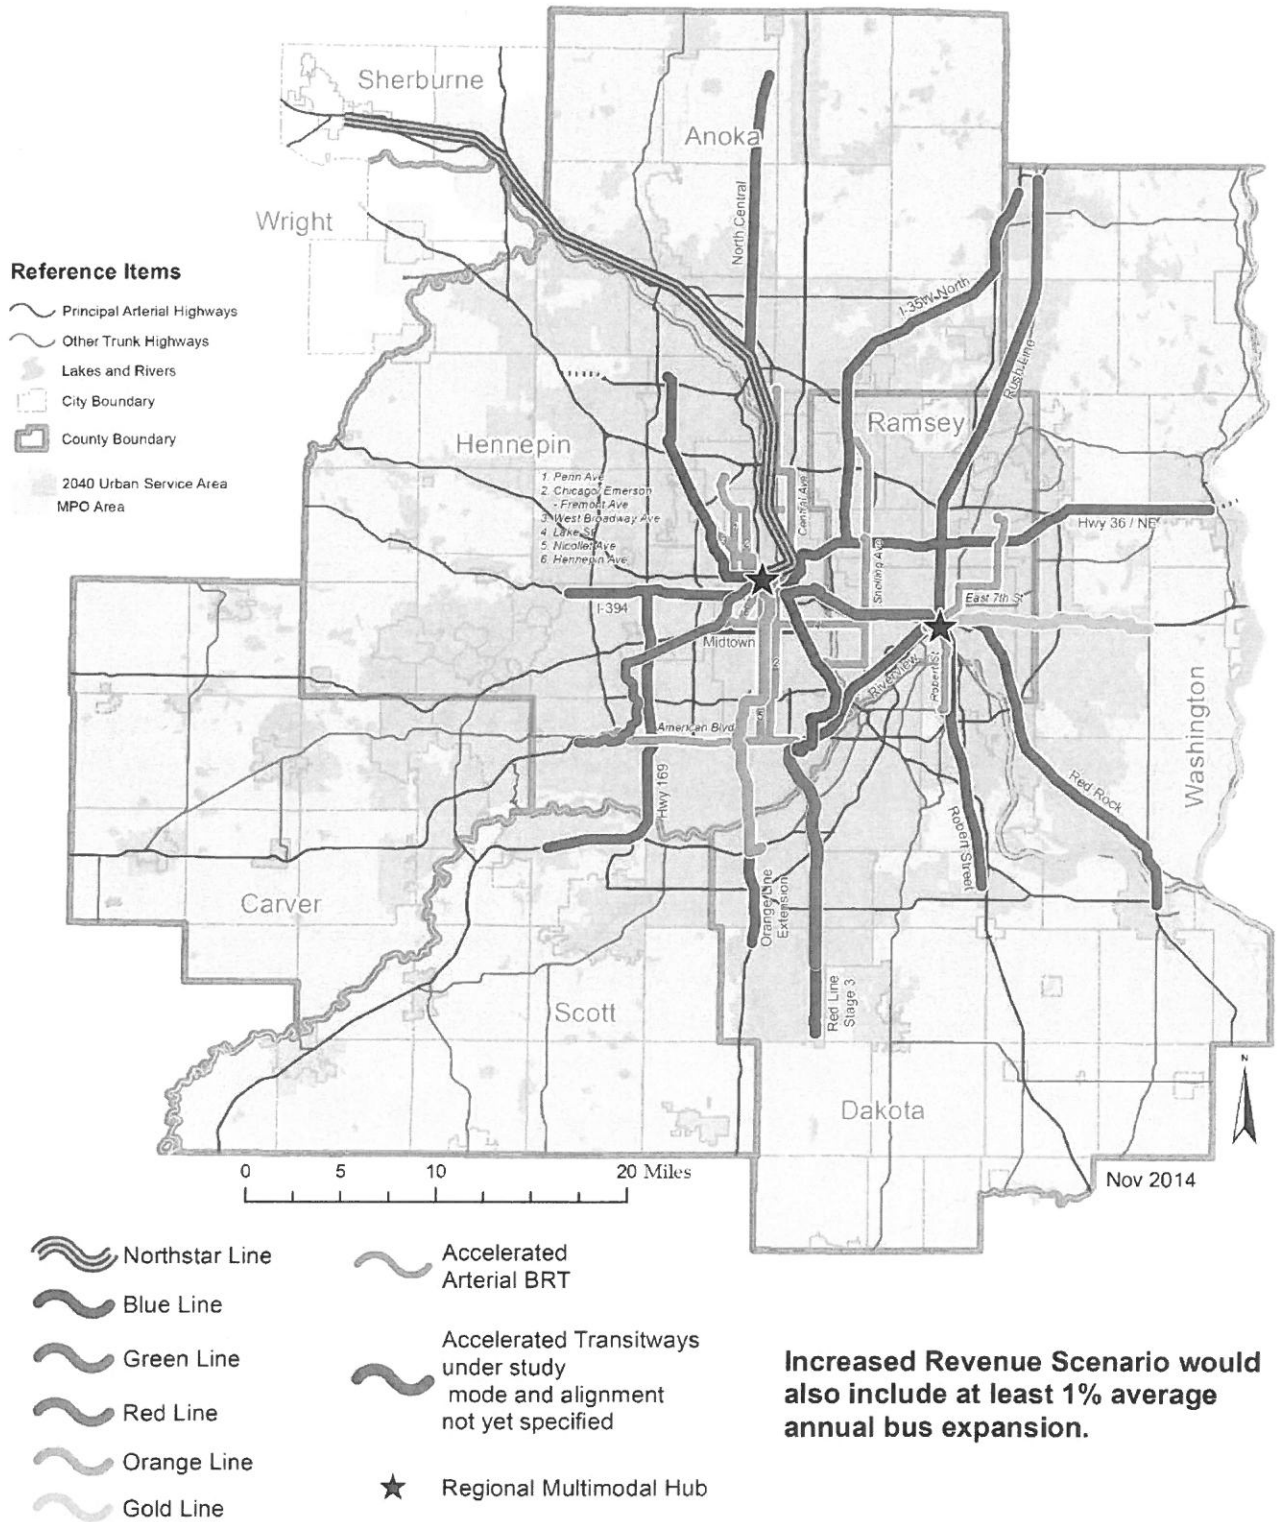 Sherburne
Anoka
Wright
North Central
Reference Items
Principal Arterial Highways
Other Trunk Highways
Lakes and Rivers
City Boundary
County Boundary
2040 Urban Service Area
MPO Area
I-35W North
Rush Line
Hennepin
Ramsey
1. Penn Ave
2. Chicago Emerson
- Fremont Ave
3. West Broadway Ave
4. Lake St
5. Nicollet Ave
6. Hennepin Ave
Central Ave
Snelling Ave
Hwy 36 / NE
I-394
East 7th St
Midtown
Riverview
Robert St
American Blvd
Hwy 169
Washington
Red Rock
Robert Street
Carver
Orange Line
Extension
Red Line
Stage 3
Scott
Dakota
N
0 5 10 20 Miles
Nov 2014
Northstar Line
Blue Line
Green Line
Red Line
Orange Line
Gold Line
Accelerated
Arterial BRT
Accelerated Transitways
under study
mode and alignment
not yet specified
Regional Multimodal Hub
Increased Revenue Scenario would
also include at least 1% average
annual bus expansion.